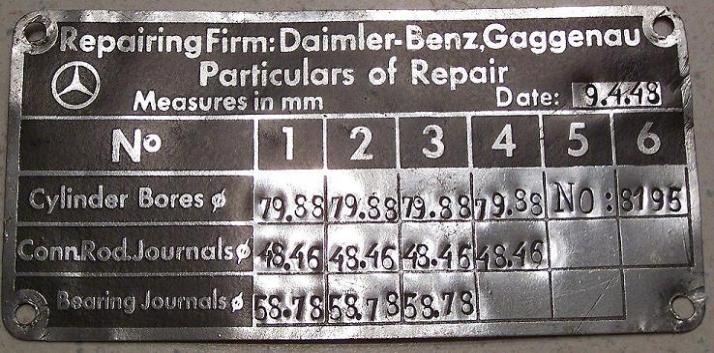 Repairing Firm: Daimler-Benz, Gaggenau
Particulars of Repair
Measures in mm Date: 9.4.48
No 1 2 3 4 5 6
Cylinder Bores ø 79.88 79.88 79.88 79.88 NO: 8195
Conn.Rod.Journals ø 48.46 48.46 48.46 48.46
Bearing Journals ø 58.78 58.78 58.78